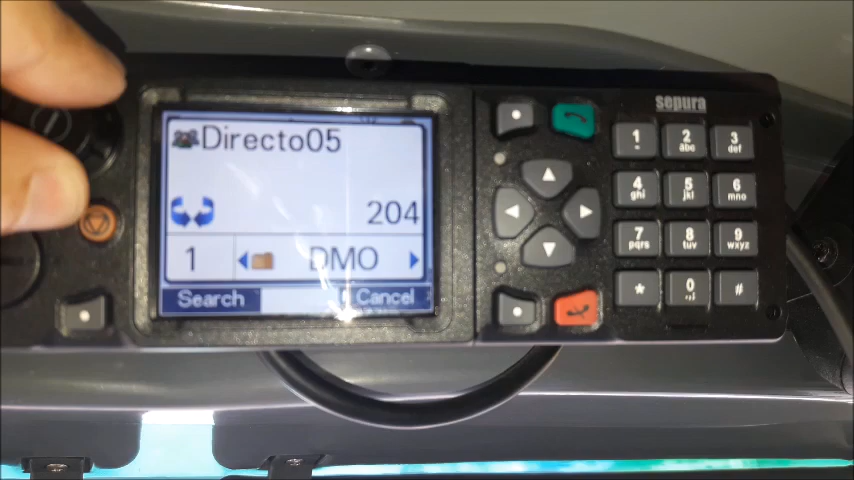 sepura
Directo05
204
1 DMO
Search Cancel
1 2 abc 3 def
4 ghi 5 jkl 6 mno
7 pqrs 8 tuv 9 wxyz
* 0 #